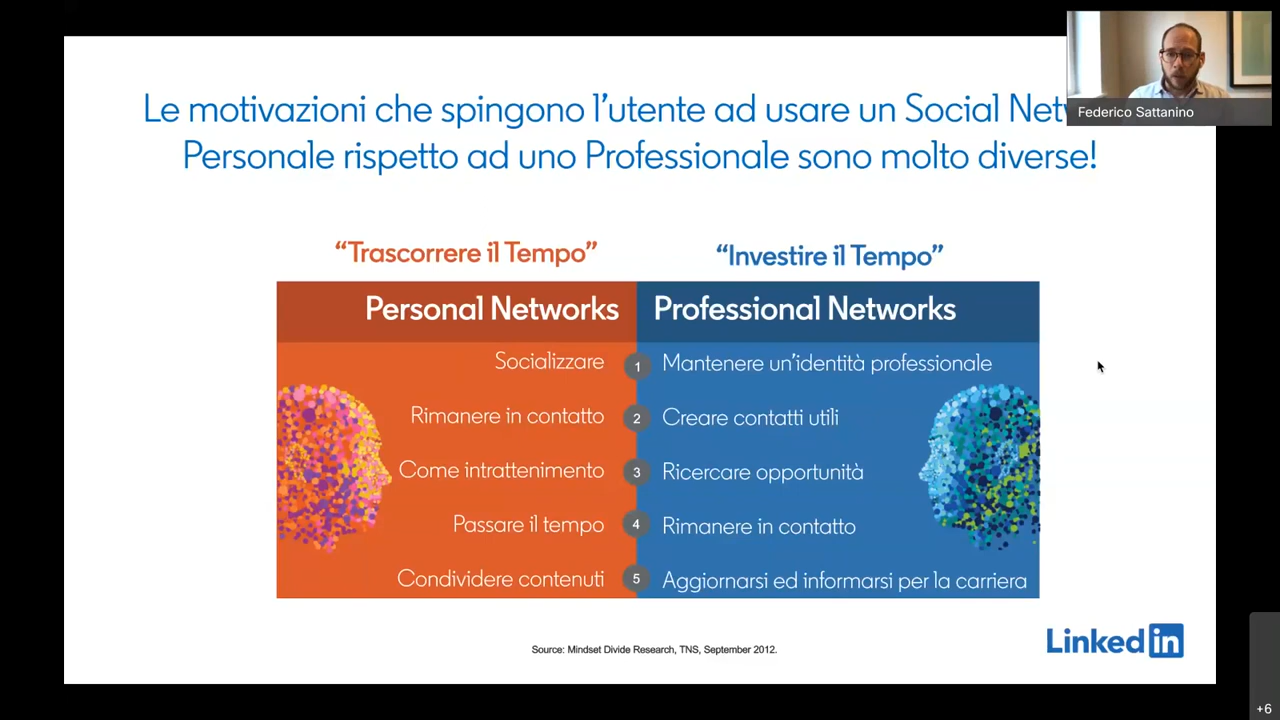 Le motivazioni che spingono l'utente ad usare un Social
Personale rispetto ad uno Professionale sono molto diverse!
Federico Sattanino
“Trascorrere il Tempo”
“Investire il Tempo”
Personal Networks
Professional Networks
Socializzare
1
Mantenere un'identità professionale
Rimanere in contatto
2
Creare contatti utili
Come intrattenimento
3
Ricercare opportunità
Passare il tempo
4
Rimanere in contatto
Condividere contenuti
5
Aggiornarsi ed informarsi per la carriera
Source: Mindset Divide Research, TNS, September 2012.
LinkedIn
+6